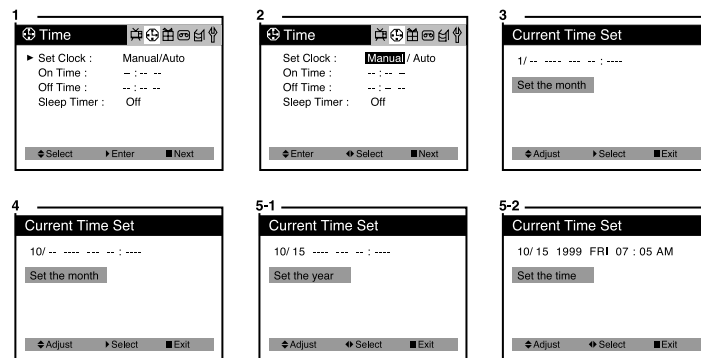 1
Time
► Set Clock : Manual/Auto
On Time : – : -- --
Off Time : -- : -- --
Sleep Timer : Off
Select Enter Next
2
Time
Set Clock : Manual / Auto
On Time : -- : -- –
Off Time : -- : – --
Sleep Timer : Off
Enter Select Next
3
Current Time Set
1/ -- ---- --- -- : ----
Set the month
Adjust Select Exit
4
Current Time Set
10/ -- ---- --- -- : ----
Set the month
Adjust Select Exit
5-1
Current Time Set
10/ 15 ---- --- -- : ----
Set the year
Adjust Select Exit
5-2
Current Time Set
10/ 15 1999 FRI 07 : 05 AM
Set the time
Adjust Select Exit